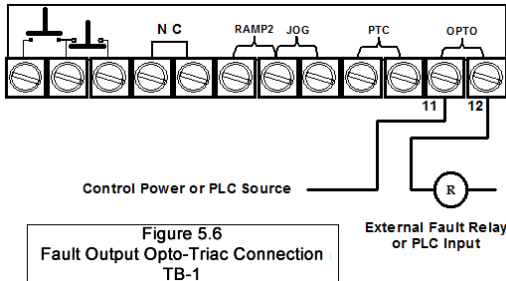 N C
RAMP2 JOG
PTC
OPTO
11
12
Control Power or PLC Source
R
External Fault Relay
or PLC Input
Figure 5.6
Fault Output Opto-Triac Connection
TB-1